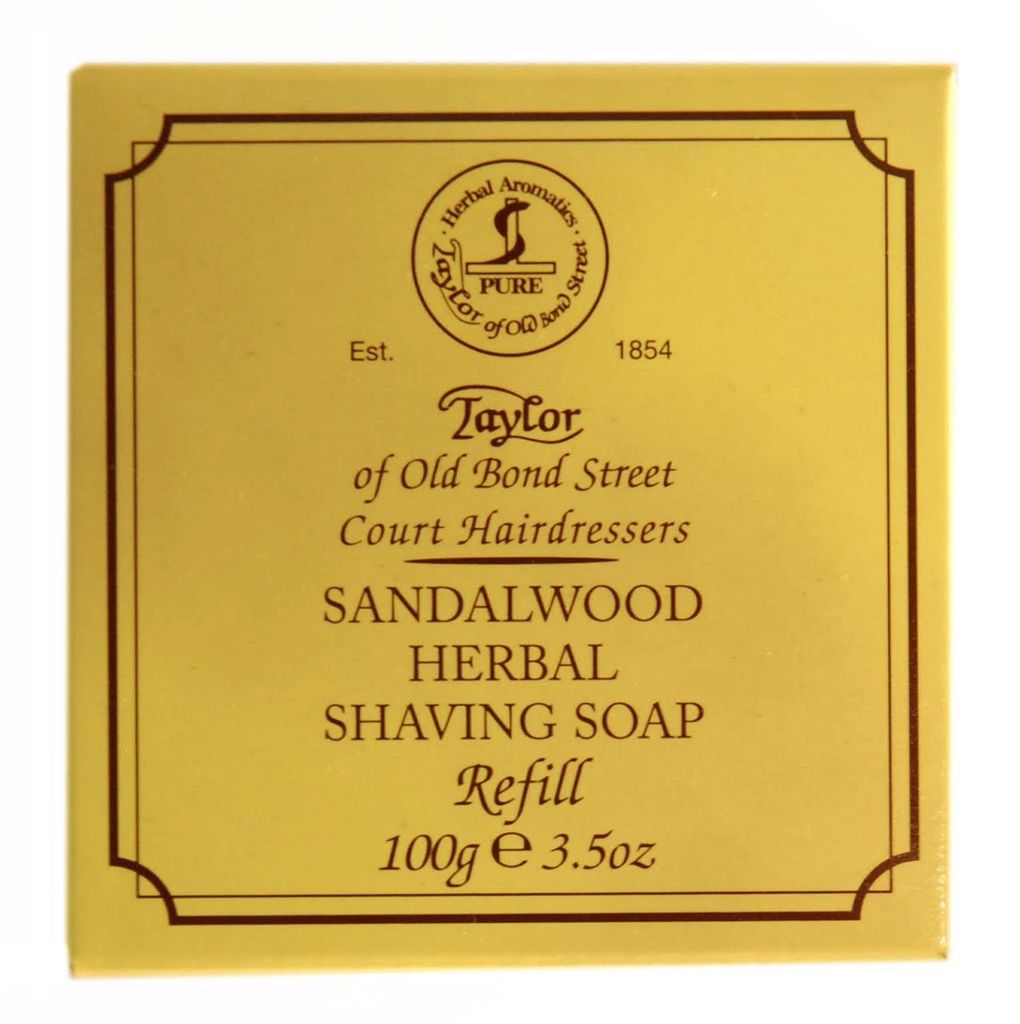 Herbal Aromatics
PURE
Taylor of Old Bond Street
Est. 1854
Taylor
of Old Bond Street
Court Hairdressers
SANDALWOOD
HERBAL
SHAVING SOAP
Refill
100g ℮ 3.5oz